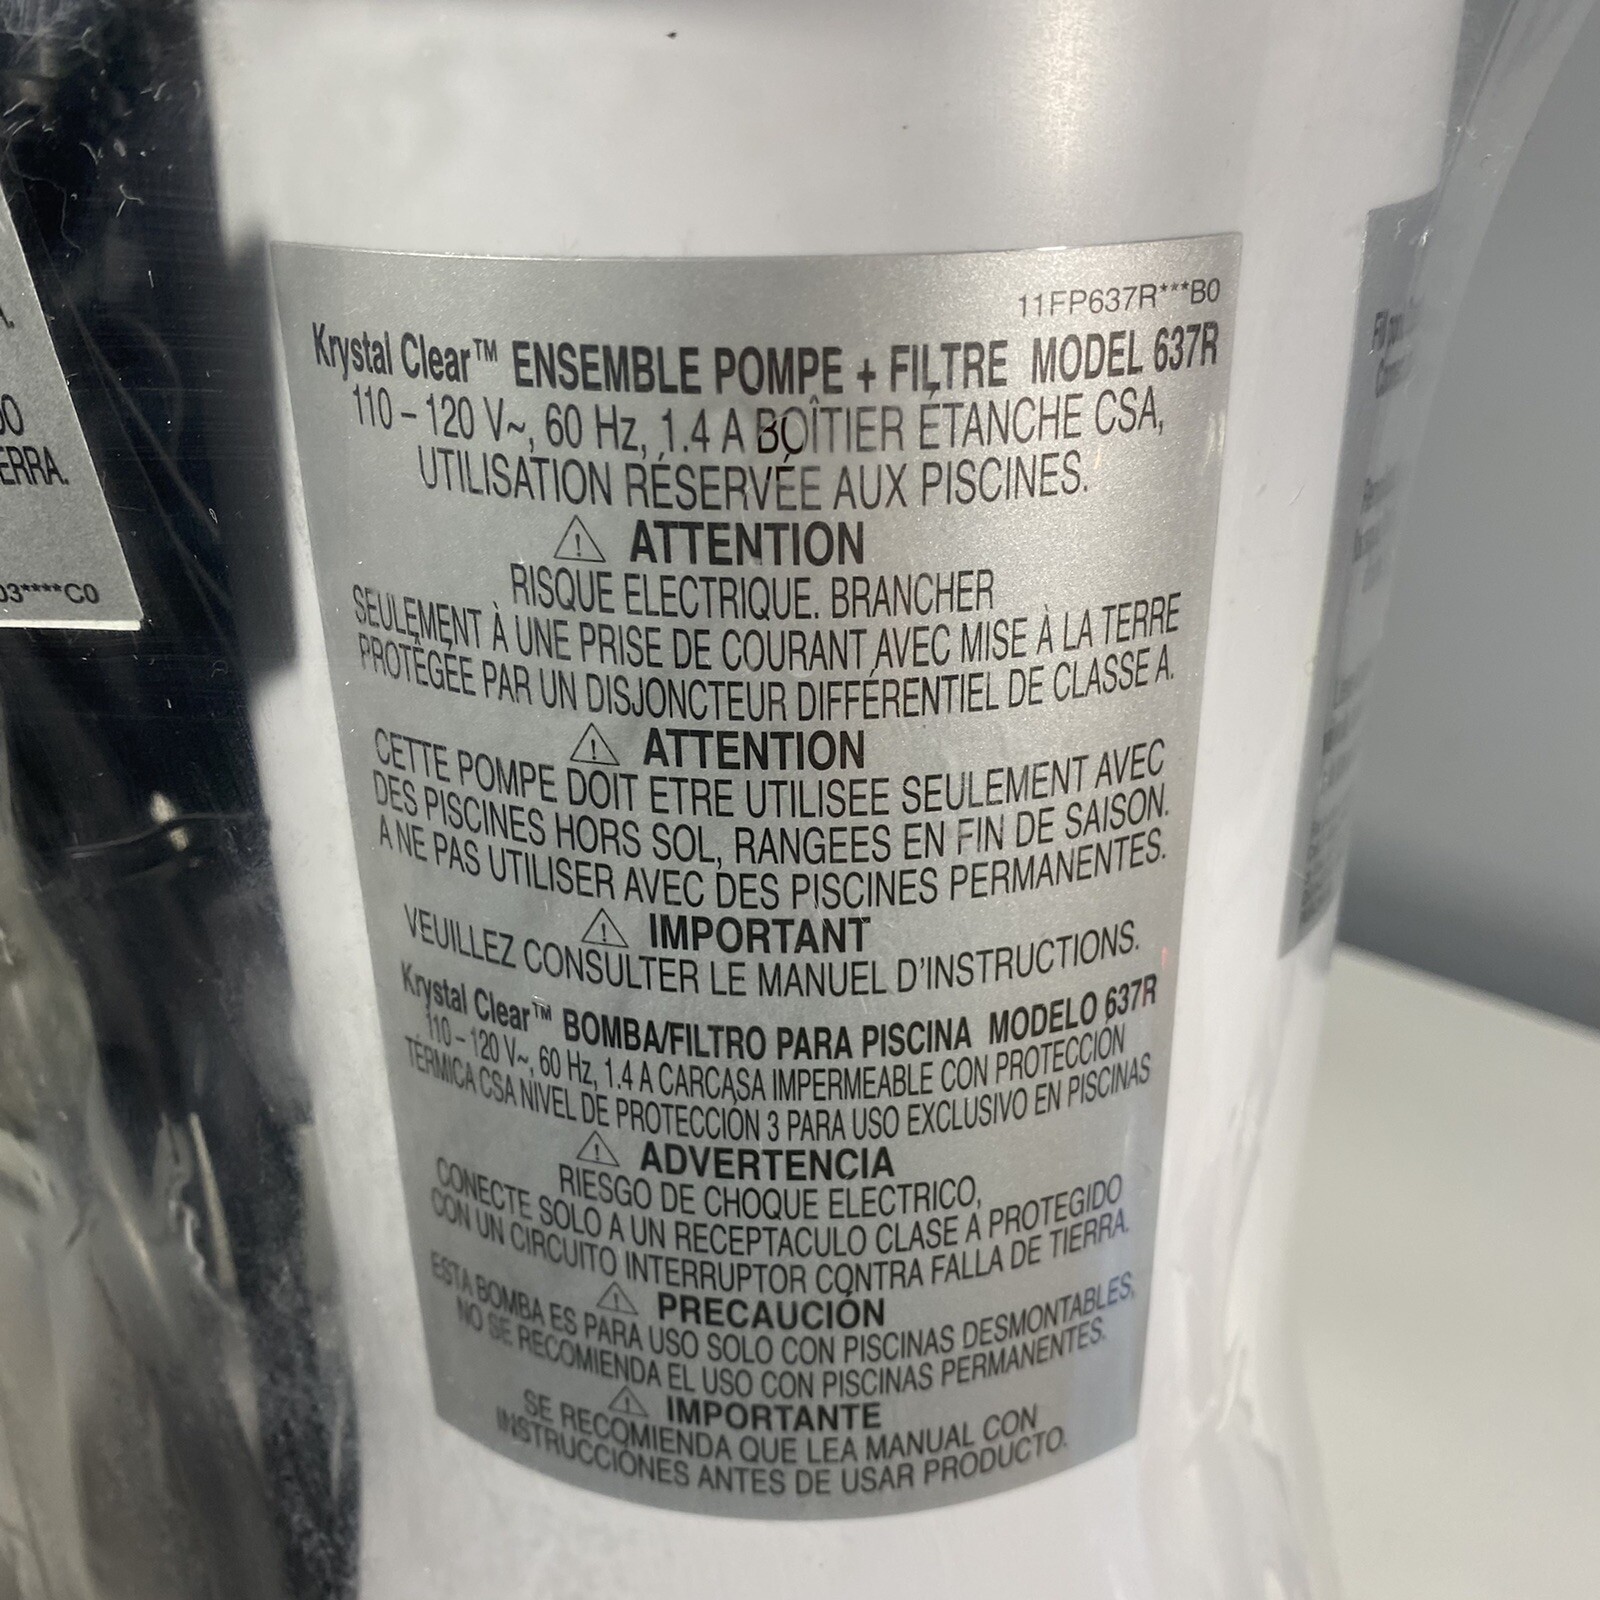 A.
DO
ERRA.
03****C0
11FP637R***B0
Krystal Clear™ ENSEMBLE POMPE + FILTRE MODEL 637R
110 – 120 V~, 60 Hz, 1.4 A BOÎTIER ÉTANCHE CSA,
UTILISATION RÉSERVÉE AUX PISCINES.
⚠ ATTENTION
RISQUE ELECTRIQUE. BRANCHER
SEULEMENT À UNE PRISE DE COURANT AVEC MISE À LA TERRE
PROTÉGÉE PAR UN DISJONCTEUR DIFFÉRENTIEL DE CLASSE A.
⚠ ATTENTION
CETTE POMPE DOIT ETRE UTILISEE SEULEMENT AVEC
DES PISCINES HORS SOL, RANGEES EN FIN DE SAISON.
A NE PAS UTILISER AVEC DES PISCINES PERMANENTES.
⚠ IMPORTANT
VEUILLEZ CONSULTER LE MANUEL D'INSTRUCTIONS.
Krystal Clear™ BOMBA/FILTRO PARA PISCINA MODELO 637R
110 – 120 V~, 60 Hz, 1.4 A CARCASA IMPERMEABLE CON PROTECCIÓN
TÉRMICA CSA NIVEL DE PROTECCIÓN 3 PARA USO EXCLUSIVO EN PISCINAS
⚠ ADVERTENCIA
RIESGO DE CHOQUE ELECTRICO,
CONECTE SOLO A UN RECEPTACULO CLASE A PROTEGIDO
CON UN CIRCUITO INTERRUPTOR CONTRA FALLA DE TIERRA.
⚠ PRECAUCIÓN
ESTA BOMBA ES PARA USO SOLO CON PISCINAS DESMONTABLES,
NO SE RECOMIENDA EL USO CON PISCINAS PERMANENTES.
⚠ IMPORTANTE
SE RECOMIENDA QUE LEA MANUAL CON
INSTRUCCIONES ANTES DE USAR PRODUCTO.